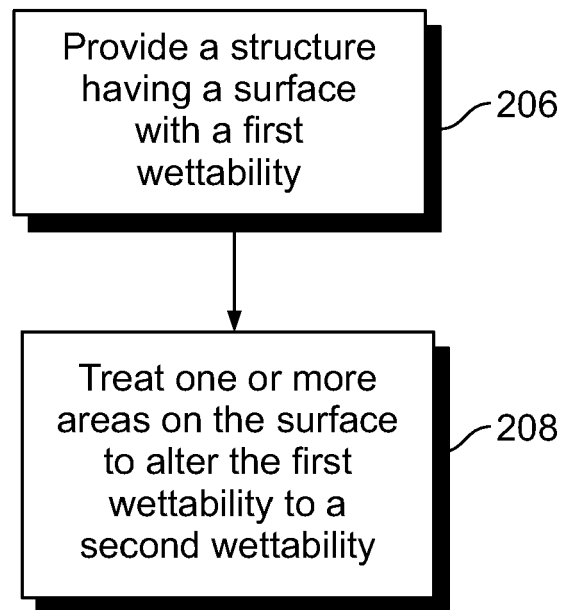 Provide a structure
having a surface
with a first
wettability
206
Treat one or more
areas on the surface
to alter the first
wettability to a
second wettability
208